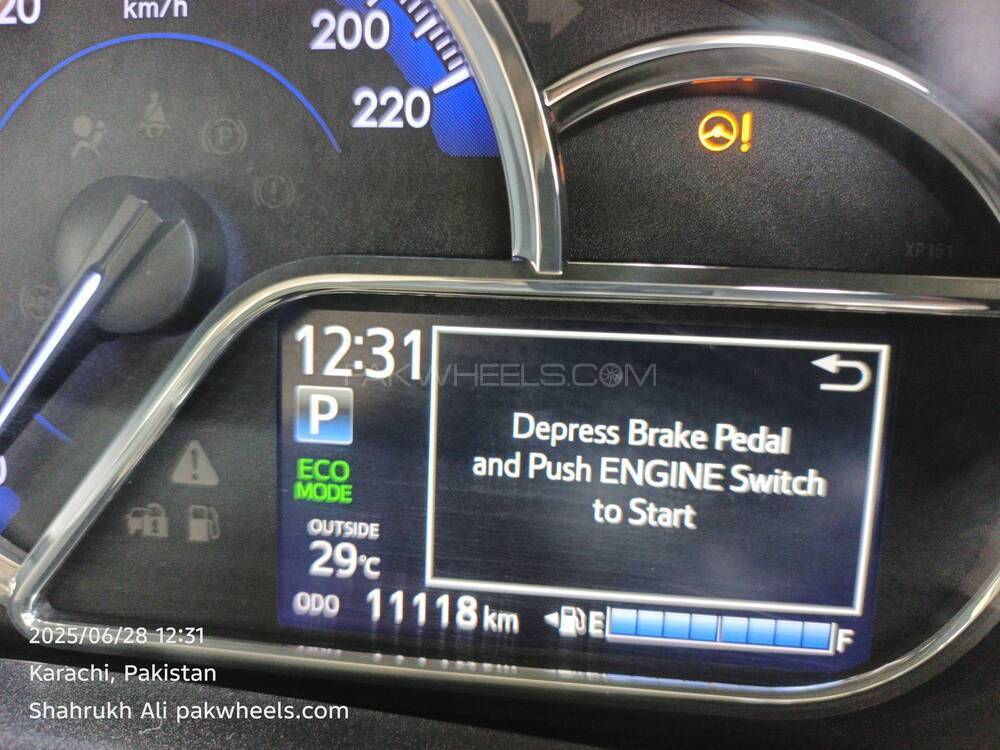 20
km/h
200
220
XP151
12:31
PAKWHEELS.COM
P
Depress Brake Pedal
and Push ENGINE Switch
to Start
ECO
MODE
OUTSIDE
29°C
ODO 11118 km
E F
2025/06/28 12:31
Karachi, Pakistan
Shahrukh Ali pakwheels.com